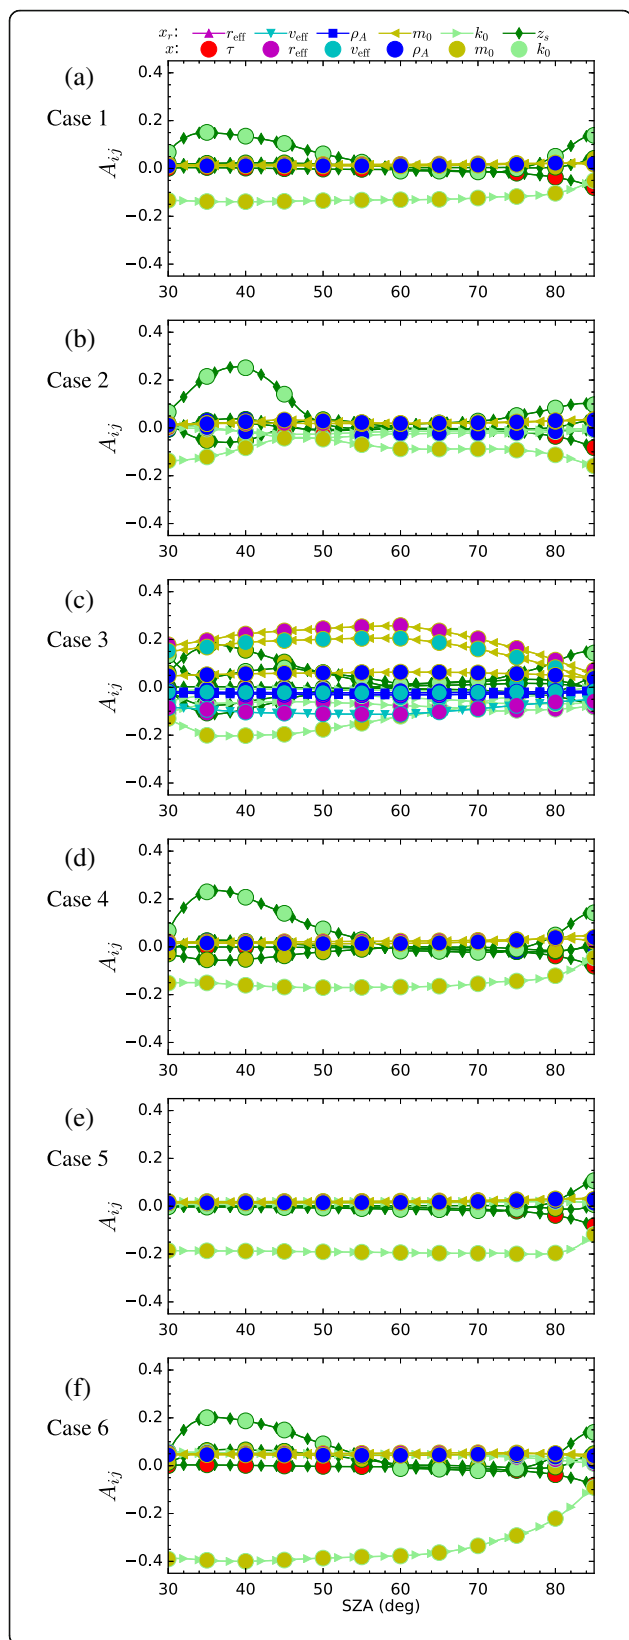 x_r: r_eff v_eff ρ_A m_0 k_0 z_s
x: τ r_eff v_eff ρ_A m_0 k_0
(a)
Case 1
A_ij
0.4
0.2
0.0
−0.2
−0.4
30 40 50 60 70 80
(b)
Case 2
A_ij
0.4
0.2
0.0
−0.2
−0.4
30 40 50 60 70 80
(c)
Case 3
A_ij
0.4
0.2
0.0
−0.2
−0.4
30 40 50 60 70 80
(d)
Case 4
A_ij
0.4
0.2
0.0
−0.2
−0.4
30 40 50 60 70 80
(e)
Case 5
A_ij
0.4
0.2
0.0
−0.2
−0.4
30 40 50 60 70 80
(f)
Case 6
A_ij
0.4
0.2
0.0
−0.2
−0.4
30 40 50 60 70 80
SZA (deg)